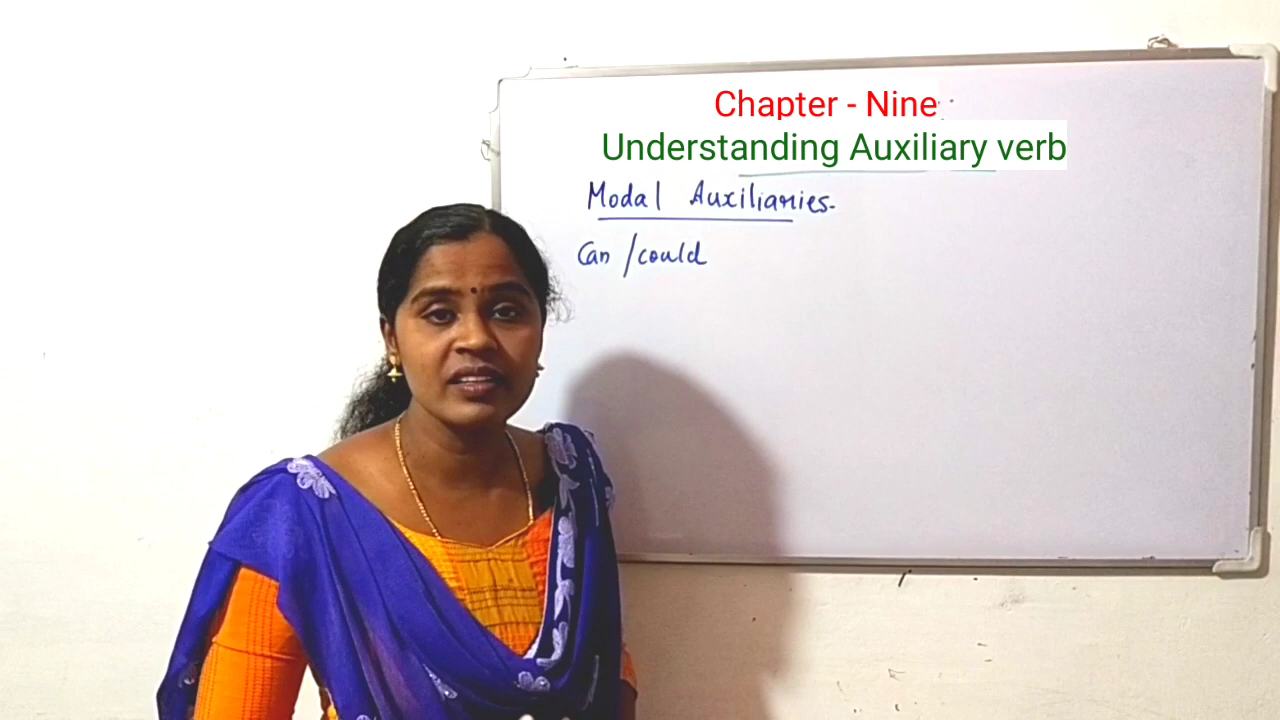 Chapter - Nine
Understanding Auxiliary verb
Modal Auxiliaries.
Can /could